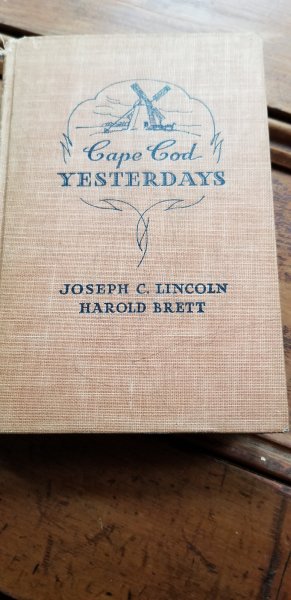 Cape Cod
YESTERDAYS
JOSEPH C. LINCOLN
HAROLD BRETT